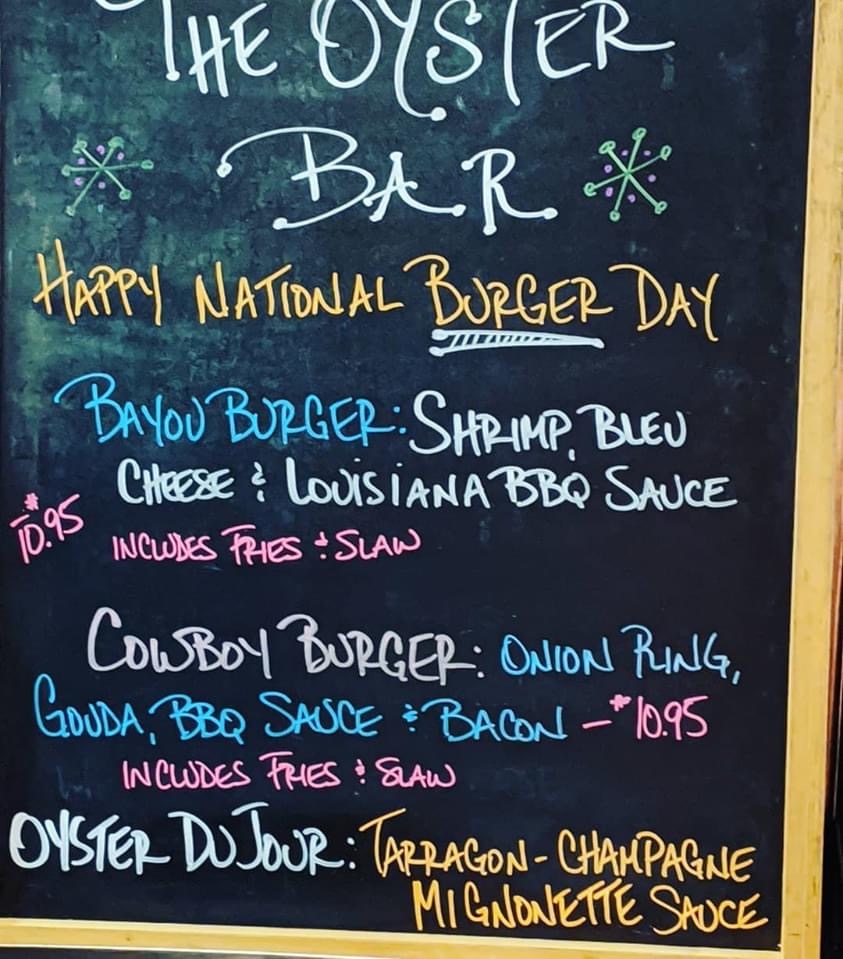 THE OYSTER
BAR
HAPPY NATIONAL BURGER DAY
BAYOU BURGER: SHRIMP, BLEU
CHEESE & LOUISIANA BBQ SAUCE
$10.95 INCLUDES FRIES & SLAW
COWBOY BURGER: ONION RING,
GOUDA, BBQ SAUCE & BACON - $10.95
INCLUDES FRIES & SLAW
OYSTER DU JOUR: TARRAGON-CHAMPAGNE
MIGNONETTE SAUCE